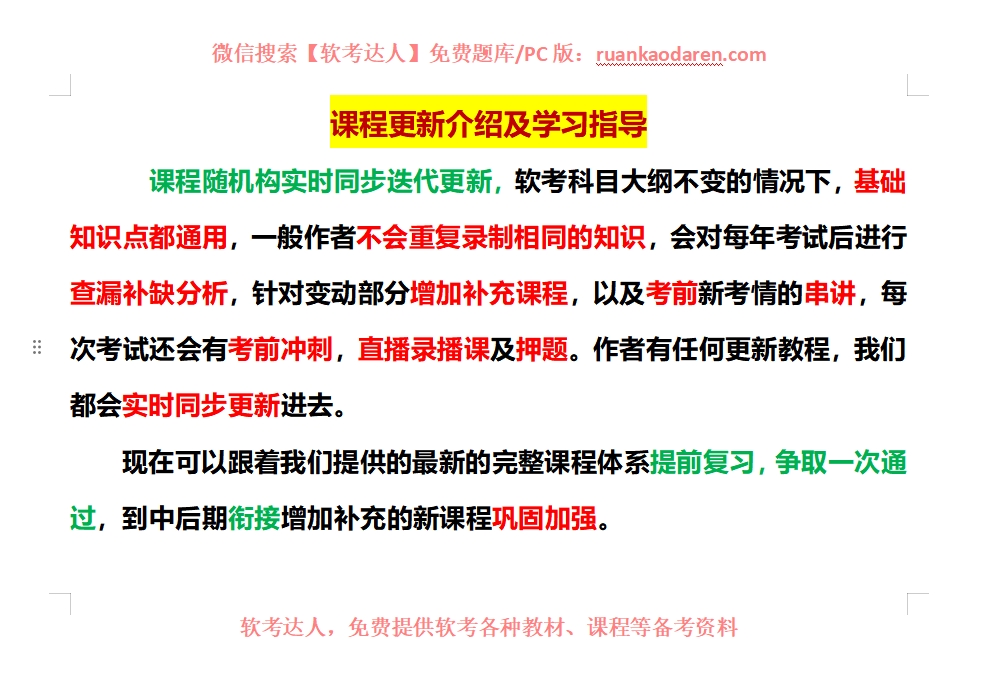 微信搜索【软考达人】免费题库/PC 版：ruankaodaren.com
课程更新介绍及学习指导
课程随机构实时同步迭代更新，软考科目大纲不变的情况下，基础
知识点都通用，一般作者不会重复录制相同的知识，会对每年考试后进行
查漏补缺分析，针对变动部分增加补充课程，以及考前新考情的串讲，每
次考试还会有考前冲刺，直播录播课及押题。作者有任何更新教程，我们
都会实时同步更新进去。
现在可以跟着我们提供的最新的完整课程体系提前复习，争取一次通
过，到中后期衔接增加补充的新课程巩固加强。
软考达人，免费提供软考各种教材、课程等备考资料